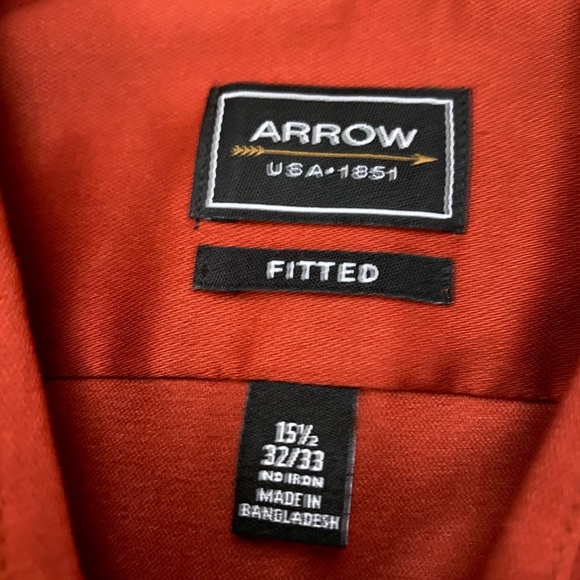 ARROW
USA•1851
FITTED
15½
32/33
NO IRON
MADE IN
BANGLADESH